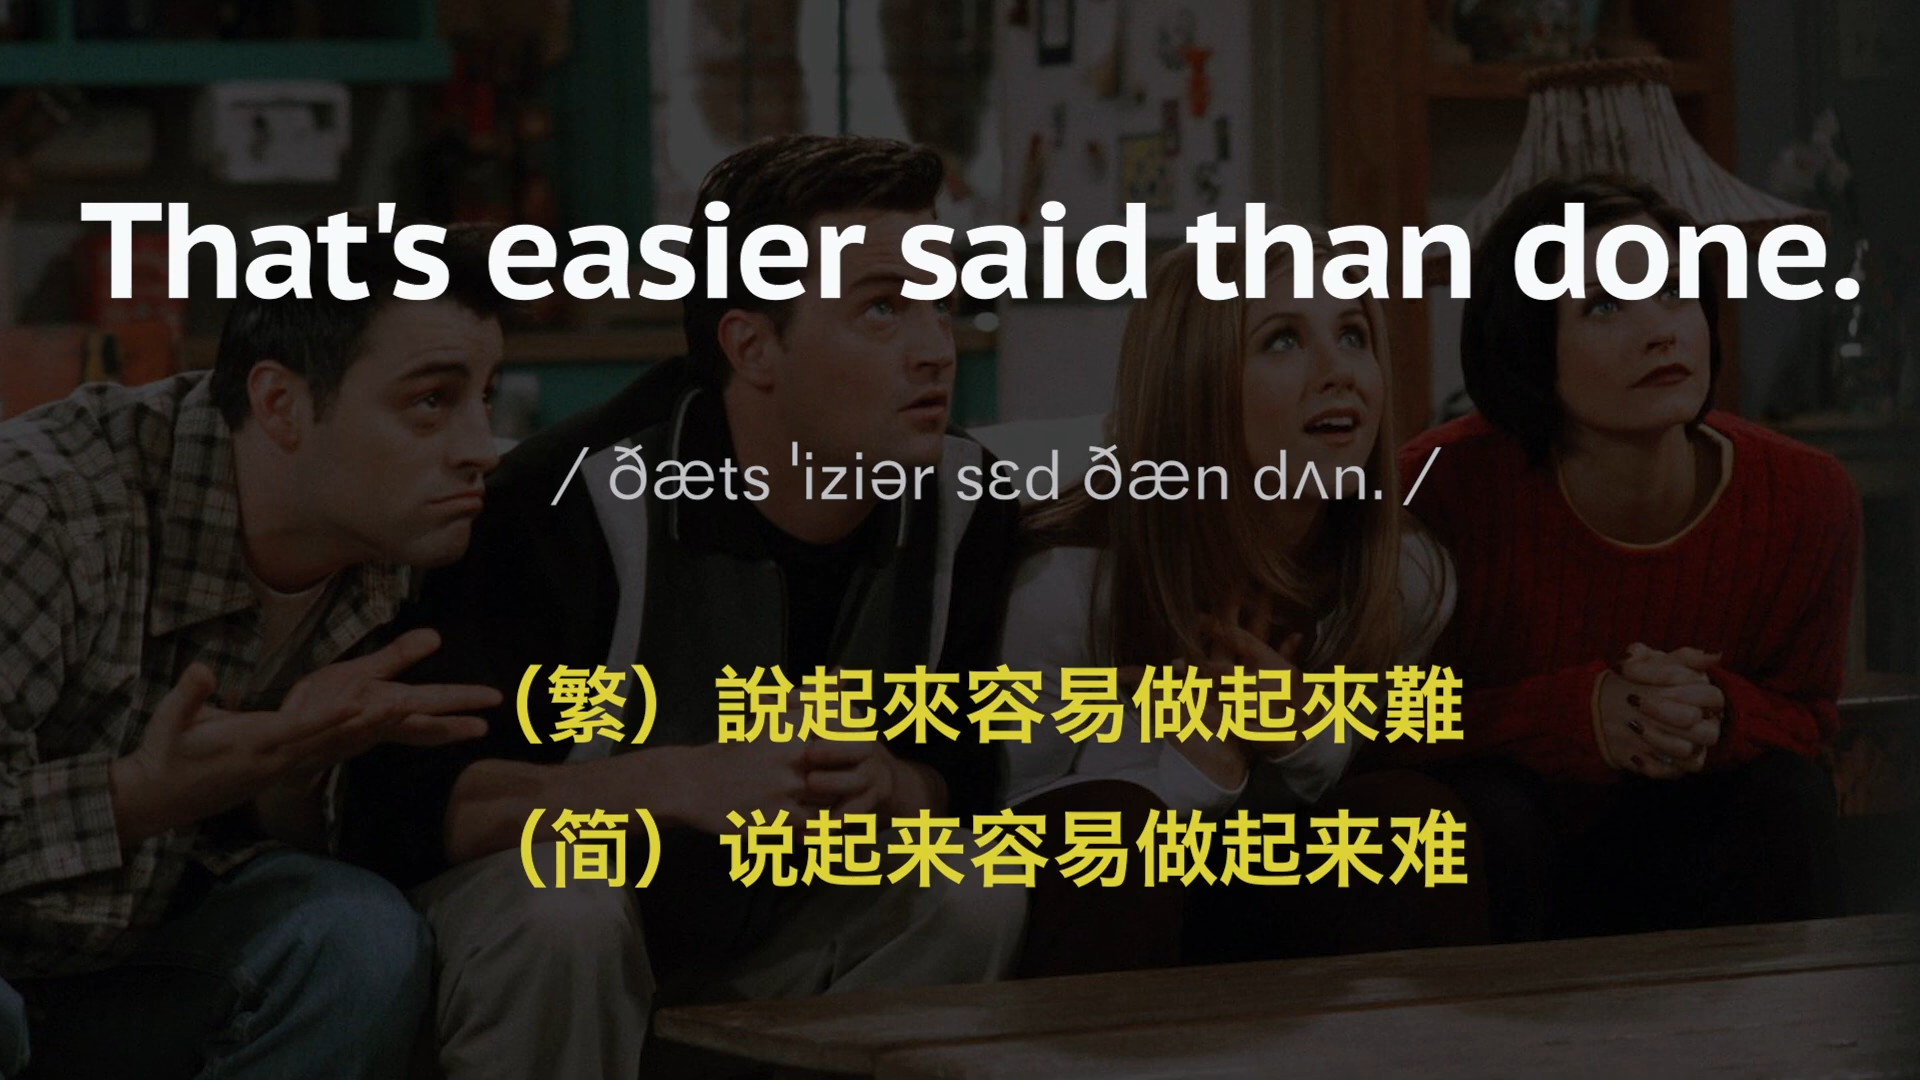 That's easier said than done.
/ ðæts ˈiziər sɛd ðæn dʌn. /
（繁） 說起來容易做起來難
（简） 说起来容易做起来难